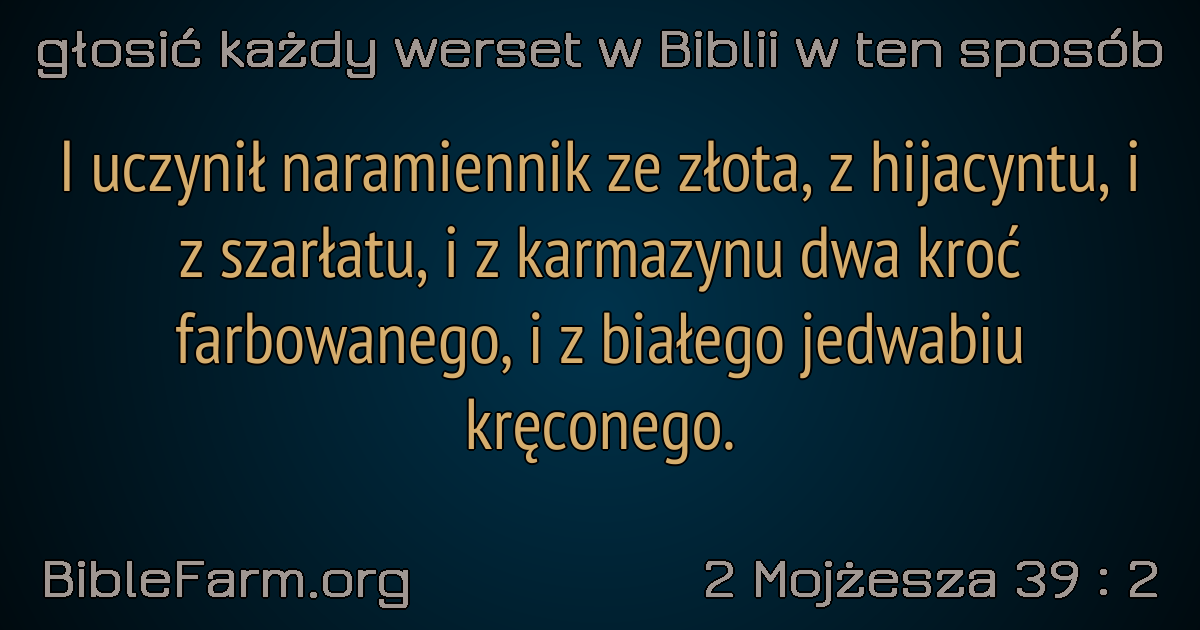 głosić każdy werset w Biblii w ten sposób
I uczynił naramiennik ze złota, z hijacyntu, i
z szarłatu, i z karmazynu dwa kroć
farbowanego, i z białego jedwabiu
kręconego.
BibleFarm.org
2 Mojżesza 39 : 2